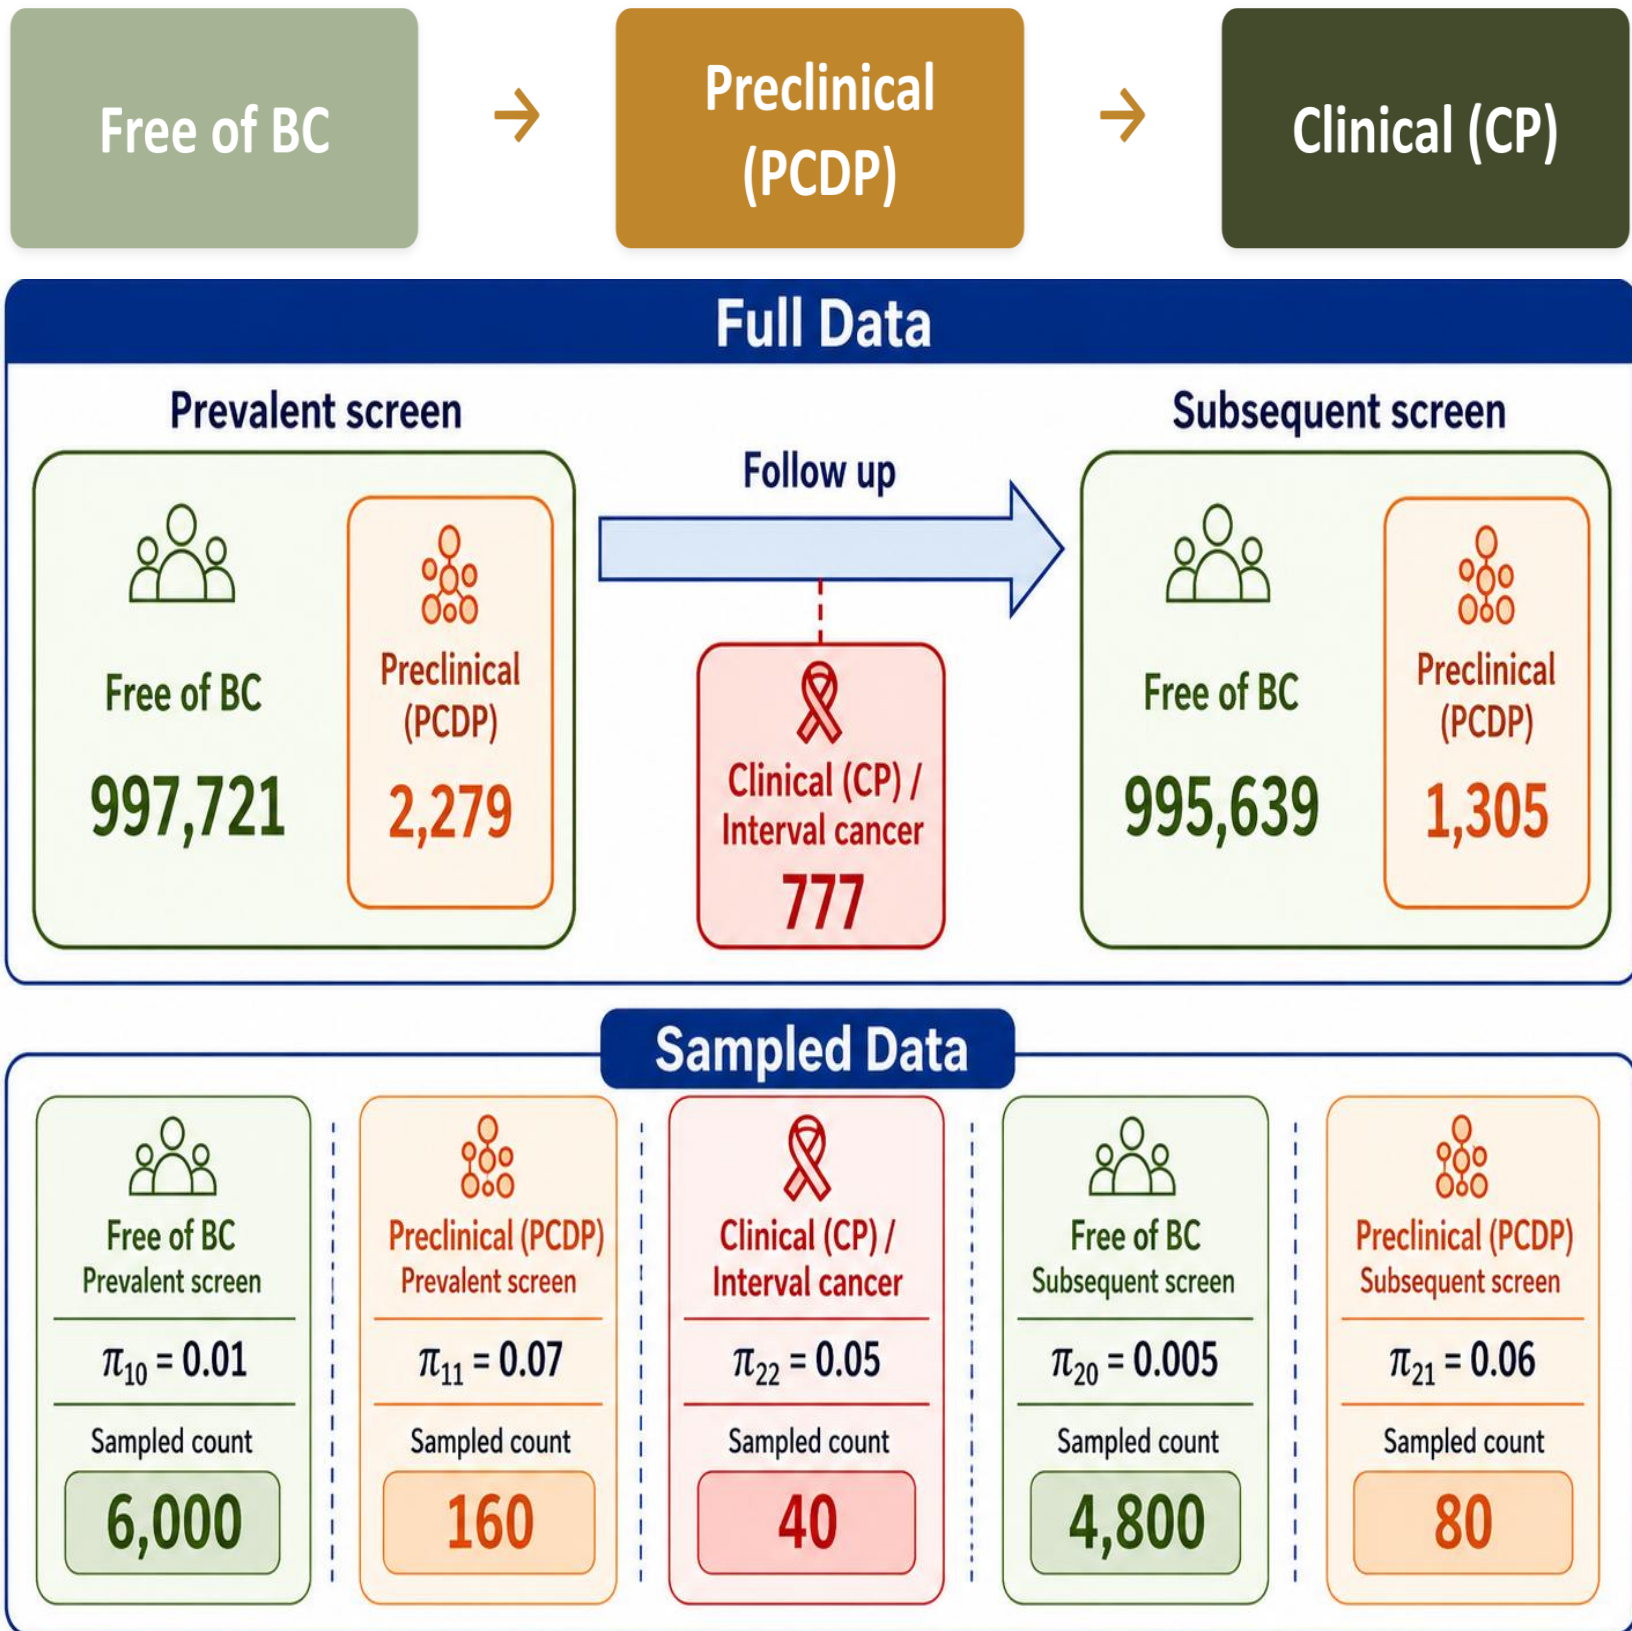 Free of BC
→
Preclinical
(PCDP)
→
Clinical (CP)
Full Data
Prevalent screen
Free of BC
997,721
Preclinical
(PCDP)
2,279
Follow up
Clinical (CP) /
Interval cancer
777
Subsequent screen
Free of BC
995,639
Preclinical
(PCDP)
1,305
Sampled Data
Free of BC
Prevalent screen
π₁₀ = 0.01
Sampled count
6,000
Preclinical (PCDP)
Prevalent screen
π₁₁ = 0.07
Sampled count
160
Clinical (CP) /
Interval cancer
π₂₂ = 0.05
Sampled count
40
Free of BC
Subsequent screen
π₂₀ = 0.005
Sampled count
4,800
Preclinical (PCDP)
Subsequent screen
π₂₁ = 0.06
Sampled count
80